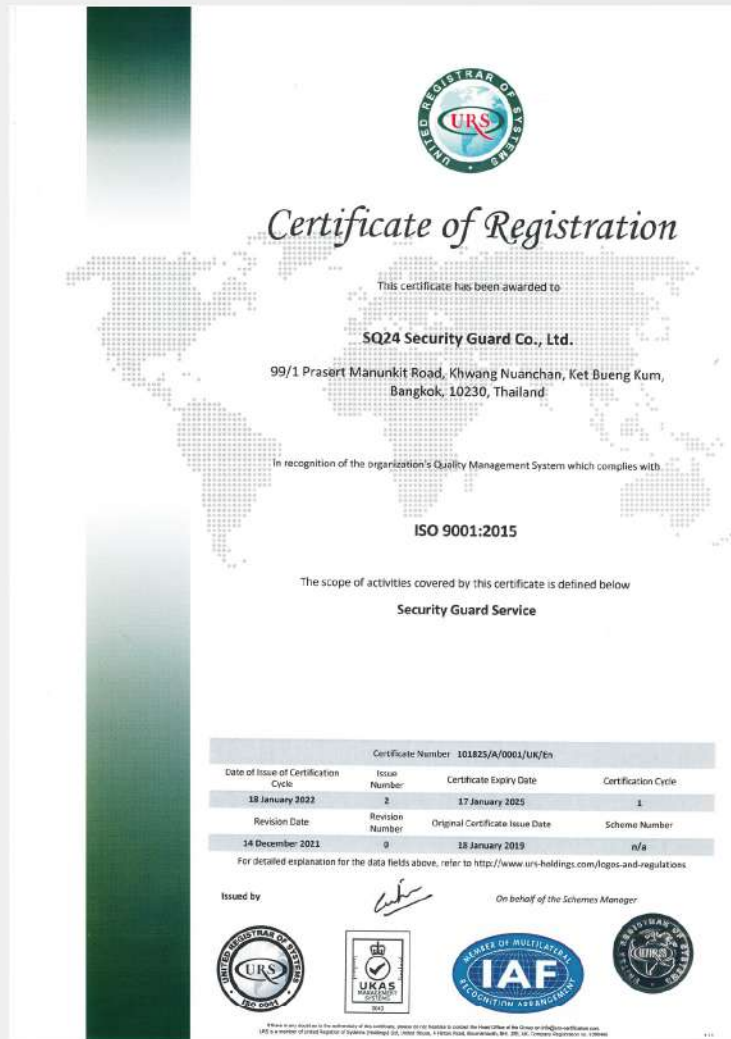 UNITED REGISTRAR OF SYSTEMS
URS
Certificate of Registration
This certificate has been awarded to
SQ24 Security Guard Co., Ltd.
99/1 Prasert Manunkit Road, Khwang Nuanchan, Ket Bueng Kum,
Bangkok, 10230, Thailand
In recognition of the organization's Quality Management System which complies with
ISO 9001:2015
The scope of activities covered by this certificate is defined below
Security Guard Service
Certificate Number 101825/A/0001/UK/En
Date of Issue of Certification Cycle
Issue Number
Certificate Expiry Date
Certification Cycle
18 January 2022
2
17 January 2025
1
Revision Date
Revision Number
Original Certificate Issue Date
Scheme Number
14 December 2021
0
18 January 2019
n/a
For detailed explanation for the data fields above, refer to http://www.urs-holdings.com/logos-and-regulations
Issued by
On behalf of the Schemes Manager
UNITED REGISTRAR OF SYSTEMS
URS
ISO 9001
UKAS
MANAGEMENT
SYSTEMS
0043
MEMBER OF MULTILATERAL
IAF
RECOGNITION ARRANGEMENT
URS